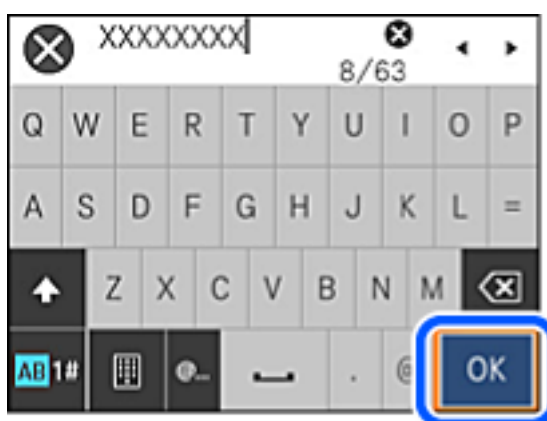 XXXXXXXX
8/63
Q W E R T Y U I O P
A S D F G H J K L =
Z X C V B N M
AB 1# @... . @ OK